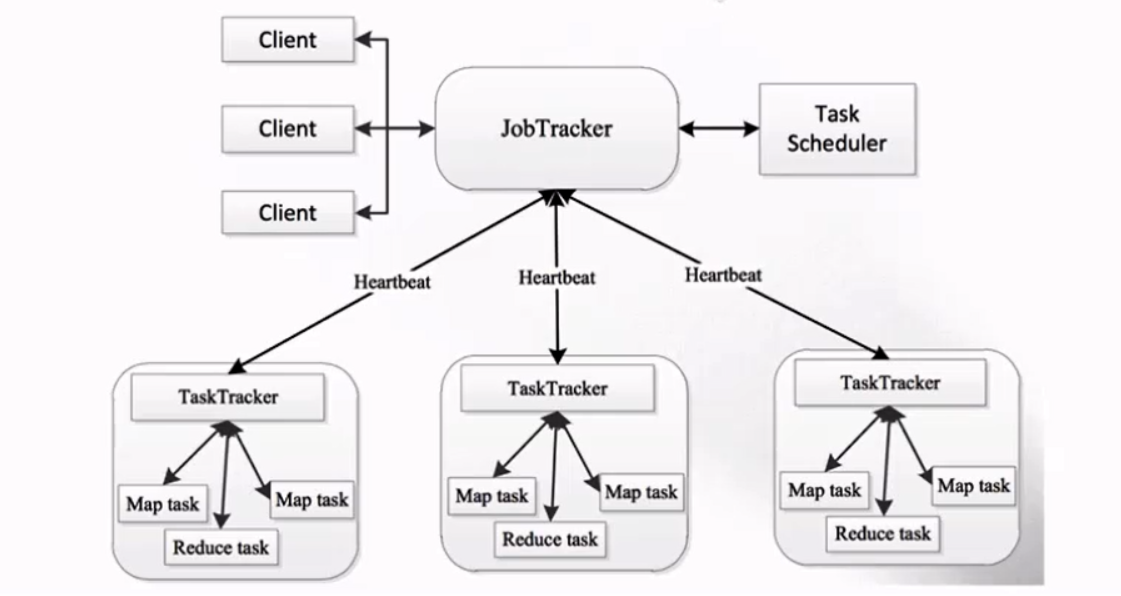 Client
Client
Client
JobTracker
Task
Scheduler
Heartbeat
Heartbeat
Heartbeat
TaskTracker
Map task
Map task
Reduce task
TaskTracker
Map task
Map task
Reduce task
TaskTracker
Map task
Map task
Reduce task